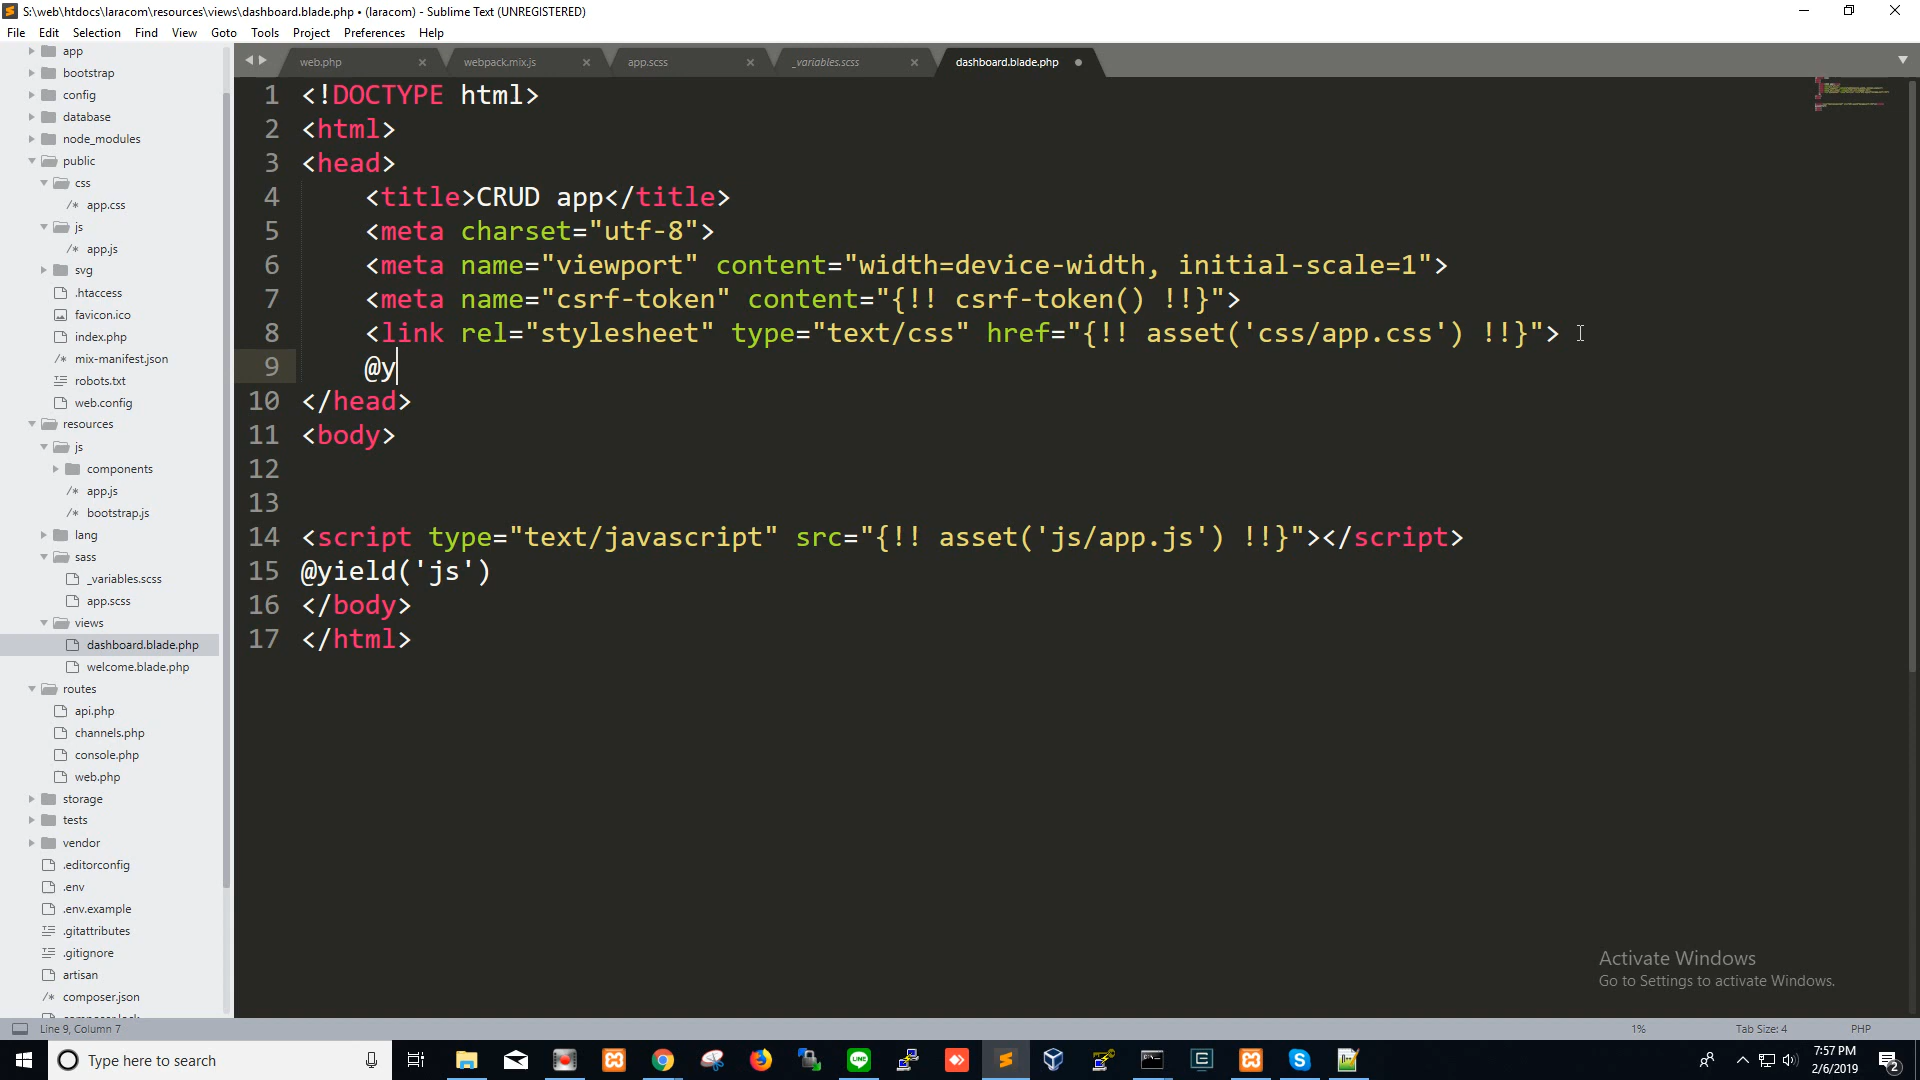 S:\web\htdocs\laracom\resources\views\dashboard.blade.php • (laracom) - Sublime Text (UNREGISTERED)
File Edit Selection Find View Goto Tools Project Preferences Help
app
bootstrap
config
database
node_modules
public
css
/* app.css
js
/* app.js
svg
.htaccess
favicon.ico
index.php
mix-manifest.json
robots.txt
web.config
resources
js
components
/* app.js
/* bootstrap.js
lang
sass
_variables.scss
app.scss
views
dashboard.blade.php
welcome.blade.php
routes
api.php
channels.php
console.php
web.php
storage
tests
vendor
.editorconfig
.env
.env.example
.gitattributes
.gitignore
artisan
/* composer.json
web.php webpack.mix.js app.scss _variables.scss dashboard.blade.php
1 <!DOCTYPE html>
2 <html>
3 <head>
4 <title>CRUD app</title>
5 <meta charset="utf-8">
6 <meta name="viewport" content="width=device-width, initial-scale=1">
7 <meta name="csrf-token" content="{!! csrf-token() !!}">
8 <link rel="stylesheet" type="text/css" href="{!! asset('css/app.css') !!}">
9 @y
10 </head>
11 <body>
12
13
14 <script type="text/javascript" src="{!! asset('js/app.js') !!}"></script>
15 @yield('js')
16 </body>
17 </html>
Activate Windows
Go to Settings to activate Windows.
Line 9, Column 7 1% Tab Size: 4 PHP
Type here to search
7:57 PM
2/6/2019
2